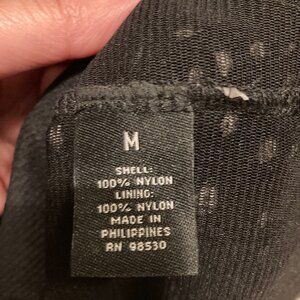 M
SHELL:
100% NYLON
LINING:
100% NYLON
MADE IN
PHILIPPINES
RN 98530